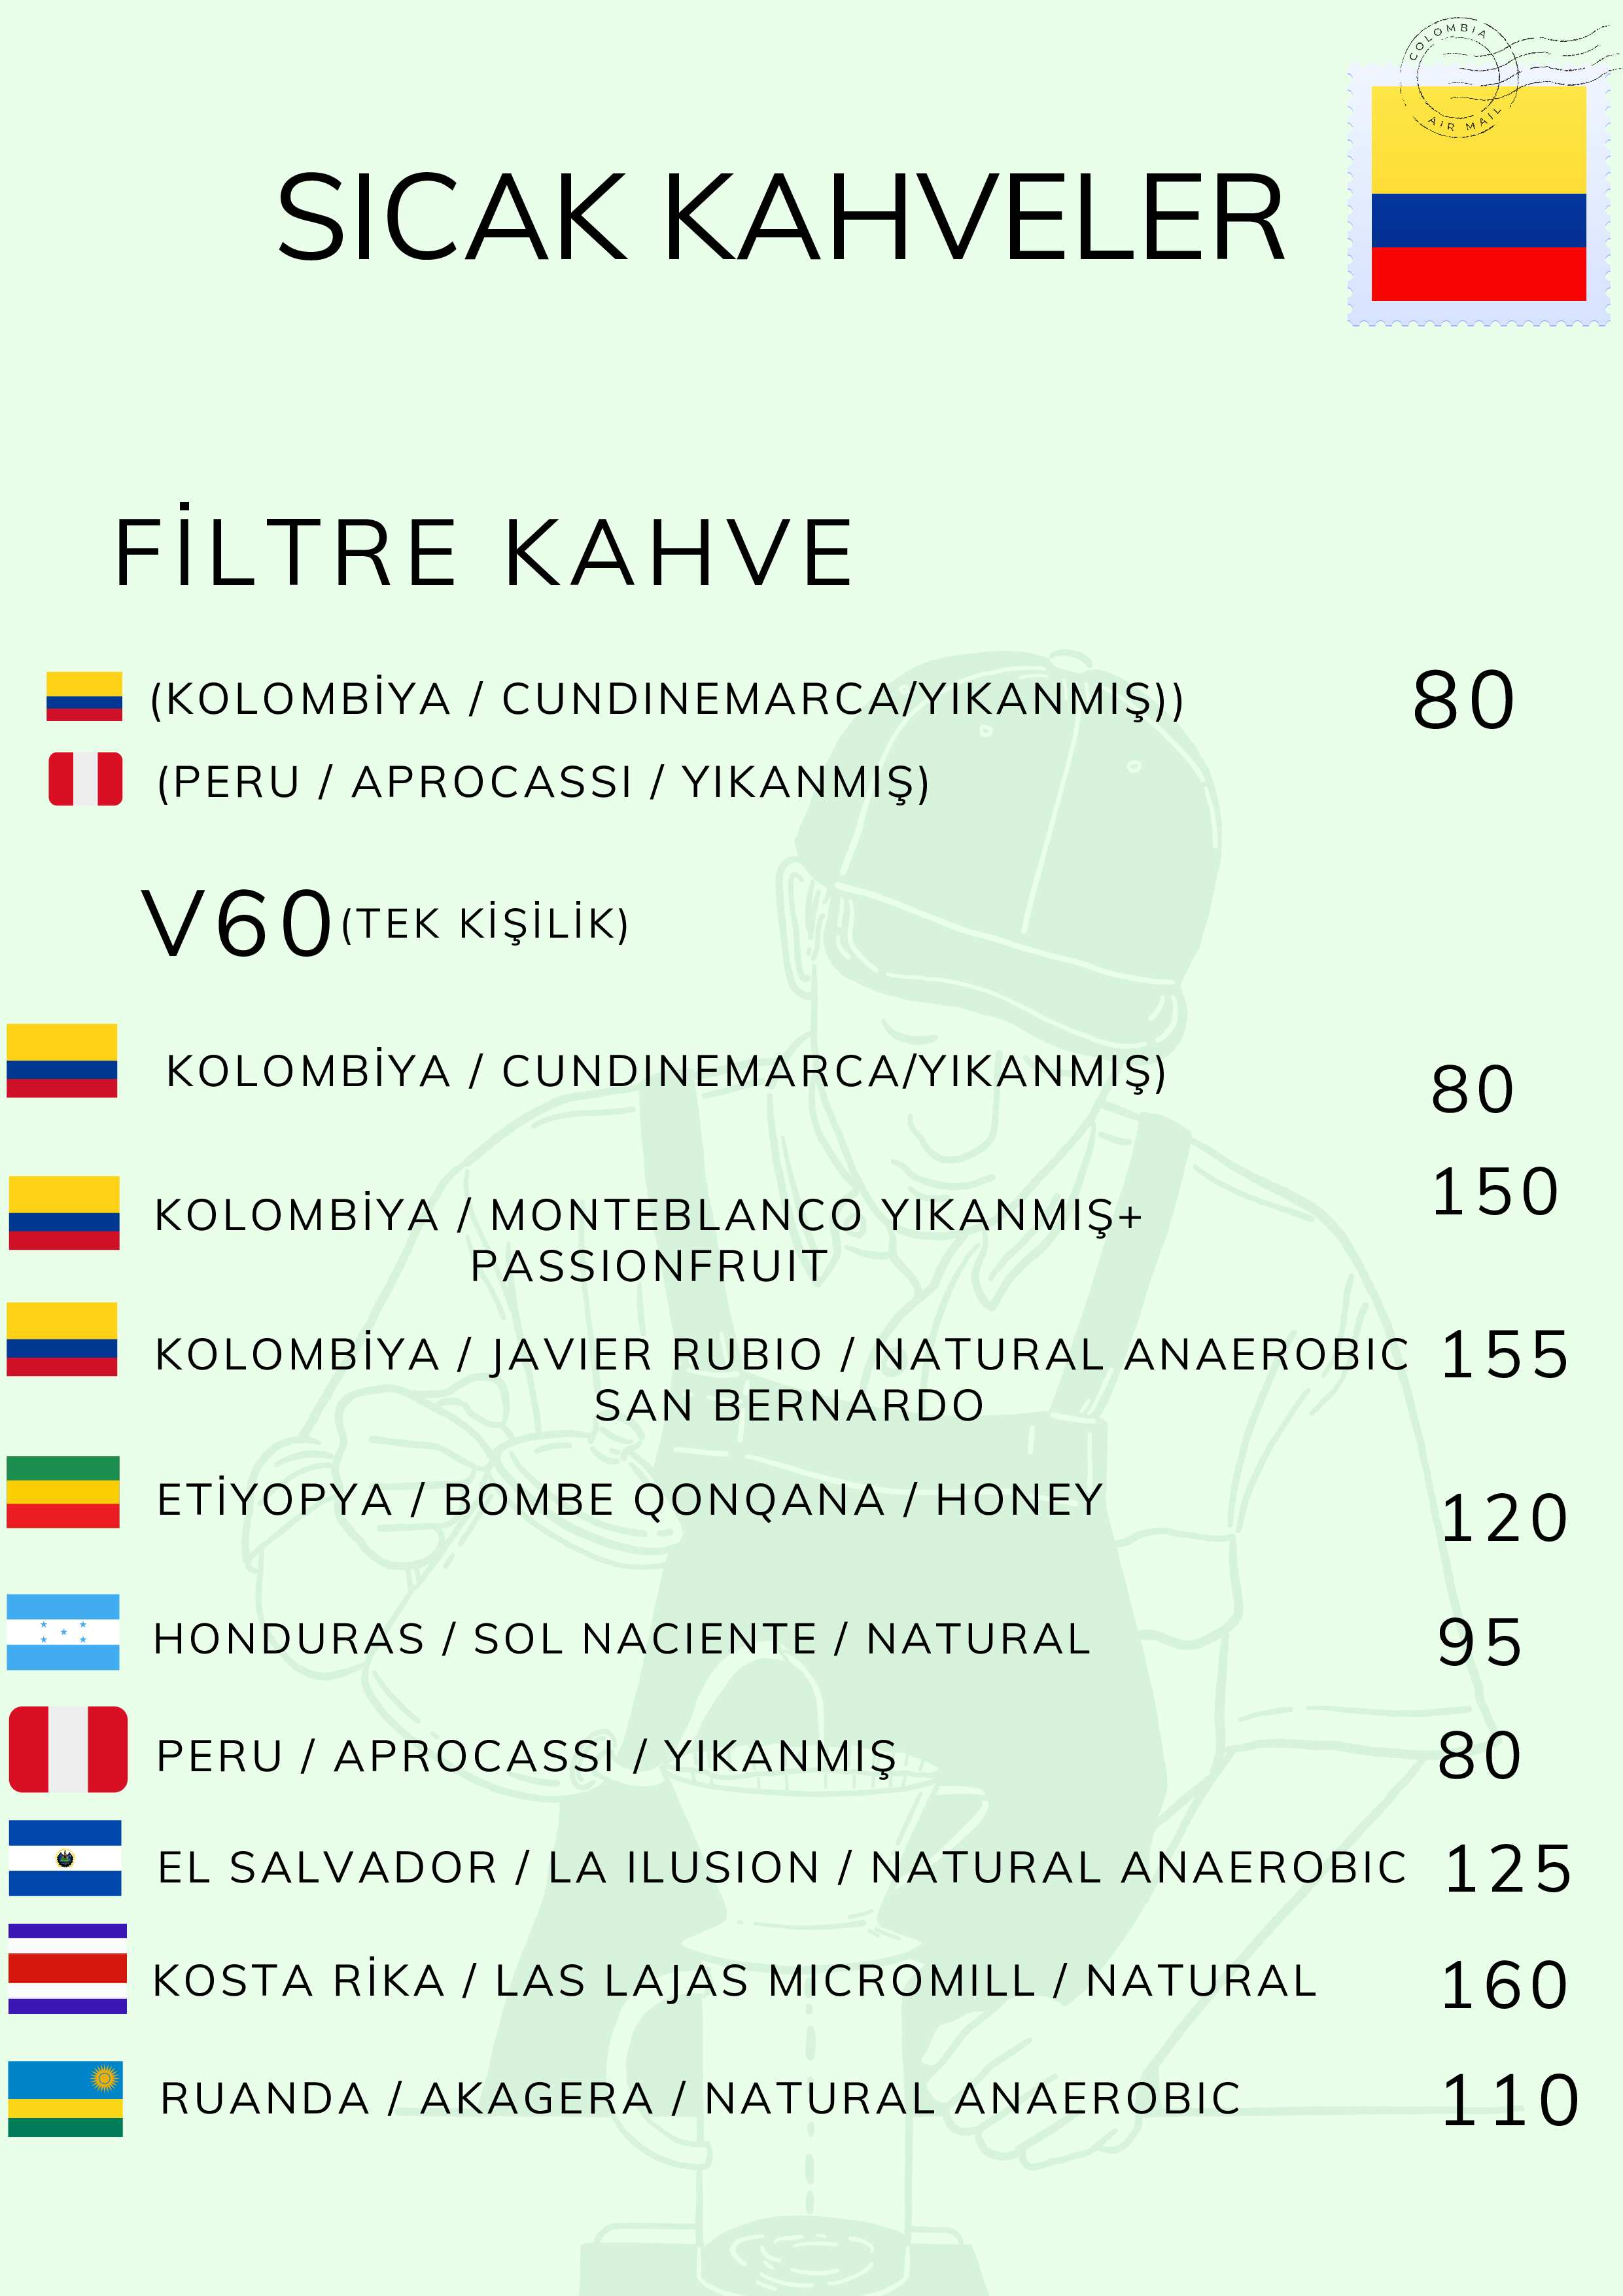 COLOMBIA
AIR MAIL
SICAK KAHVELER
FİLTRE KAHVE
(KOLOMBİYA / CUNDINEMARCA/YIKANMIŞ)) 80
(PERU / APROCASSI / YIKANMIŞ)
V60 (TEK KİŞİLİK)
KOLOMBİYA / CUNDINEMARCA/YIKANMIŞ) 80
KOLOMBİYA / MONTEBLANCO YIKANMIŞ+ 150
PASSIONFRUIT
KOLOMBİYA / JAVIER RUBIO / NATURAL ANAEROBIC 155
SAN BERNARDO
ETİYOPYA / BOMBE QONQANA / HONEY 120
HONDURAS / SOL NACIENTE / NATURAL 95
PERU / APROCASSI / YIKANMIŞ 80
EL SALVADOR / LA ILUSION / NATURAL ANAEROBIC 125
KOSTA RİKA / LAS LAJAS MICROMILL / NATURAL 160
RUANDA / AKAGERA / NATURAL ANAEROBIC 110